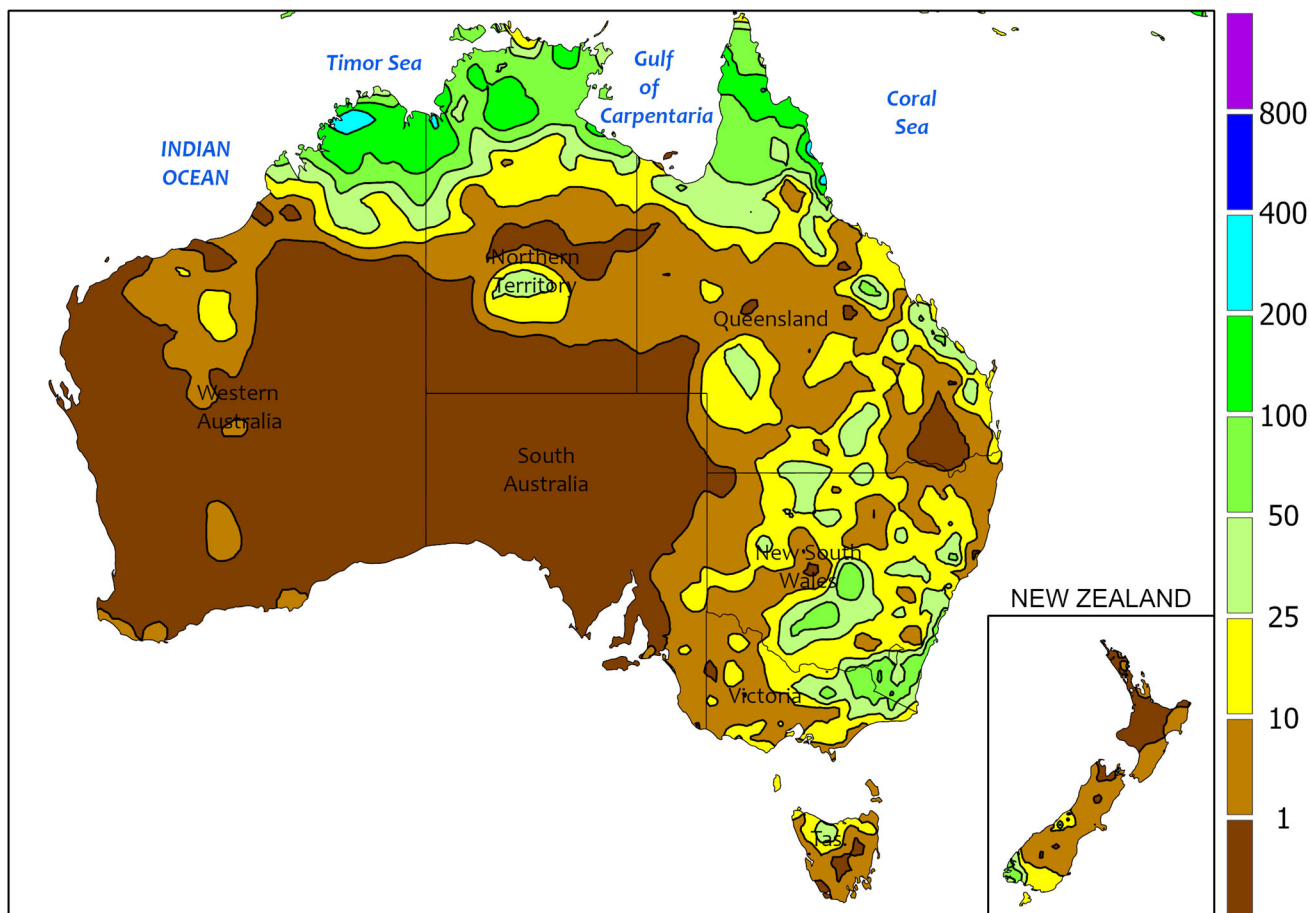 Timor Sea
Gulf
of
Carpentaria
Coral
Sea
INDIAN
OCEAN
Northern
Territory
Queensland
Western
Australia
South
Australia
New South
Wales
Victoria
Tas.
NEW ZEALAND
800
400
200
100
50
25
10
1